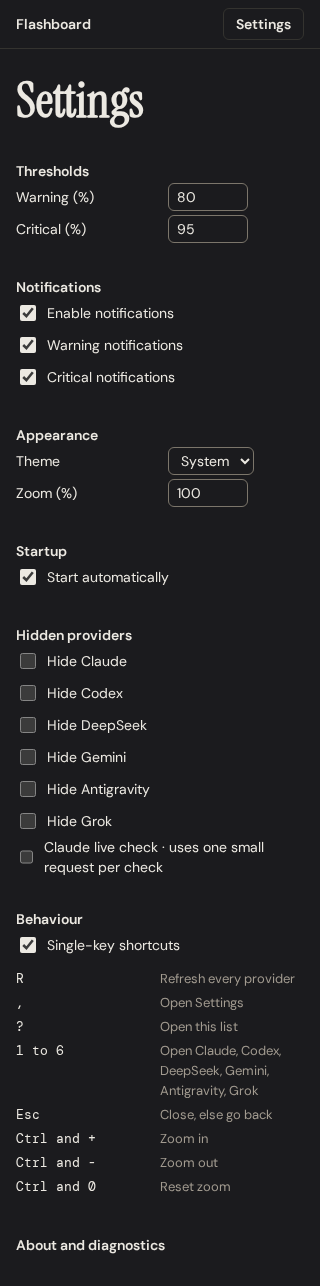 Flashboard
Settings
Settings
Thresholds
Warning (%) 80
Critical (%) 95
Notifications
Enable notifications
Warning notifications
Critical notifications
Appearance
Theme System
Zoom (%) 100
Startup
Start automatically
Hidden providers
Hide Claude
Hide Codex
Hide DeepSeek
Hide Gemini
Hide Antigravity
Hide Grok
Claude live check · uses one small
request per check
Behaviour
Single-key shortcuts
R Refresh every provider
, Open Settings
? Open this list
1 to 6 Open Claude, Codex,
DeepSeek, Gemini,
Antigravity, Grok
Esc Close, else go back
Ctrl and + Zoom in
Ctrl and - Zoom out
Ctrl and 0 Reset zoom
About and diagnostics